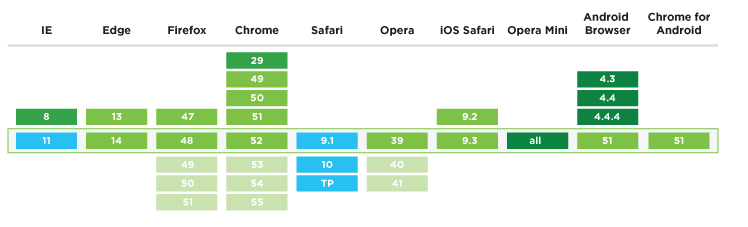 IE Edge Firefox Chrome Safari Opera iOS Safari Opera Mini Android Browser Chrome for Android
29
49 4.3
50 4.4
8 13 47 51 9.2 4.4.4
11 14 48 52 9.1 39 9.3 all 51 51
49 53 10 40
50 54 TP 41
51 55